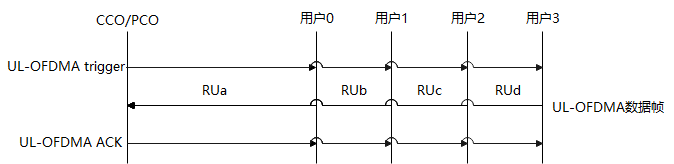 CCO/PCO 用户0 用户1 用户2 用户3
UL-OFDMA trigger
RUa RUb RUc RUd
UL-OFDMA数据帧
UL-OFDMA ACK